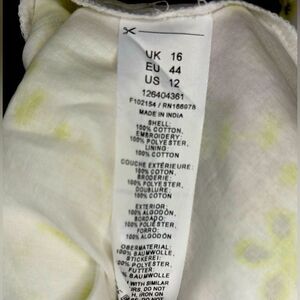 UK 16
EU 44
US 12
126404361
F102154 / RN166978
MADE IN INDIA
SHELL:
100% COTTON,
EMBROIDERY:
100% POLYESTER,
LINING:
100% COTTON
COUCHE EXTÉRIEURE:
100% COTON,
BRODERIE:
100% POLYESTER,
DOUBLURE:
100% COTON
EXTERIOR:
100% ALGODÓN,
BORDADO:
100% POLIÉSTER,
FORRO:
100% ALGODÓN
OBERMATERIAL:
100% BAUMWOLLE,
STICKEREI:
100% POLYESTER,
FUTTER:
100% BAUMWOLLE
WITH SIMILAR
DO NOT
IRON ON